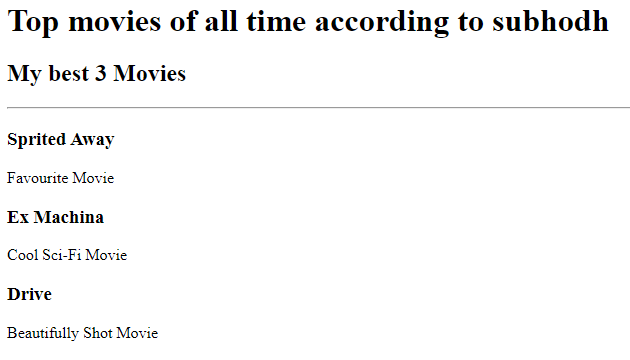 Top movies of all time according to subhodh
My best 3 Movies
Sprited Away
Favourite Movie
Ex Machina
Cool Sci-Fi Movie
Drive
Beautifully Shot Movie